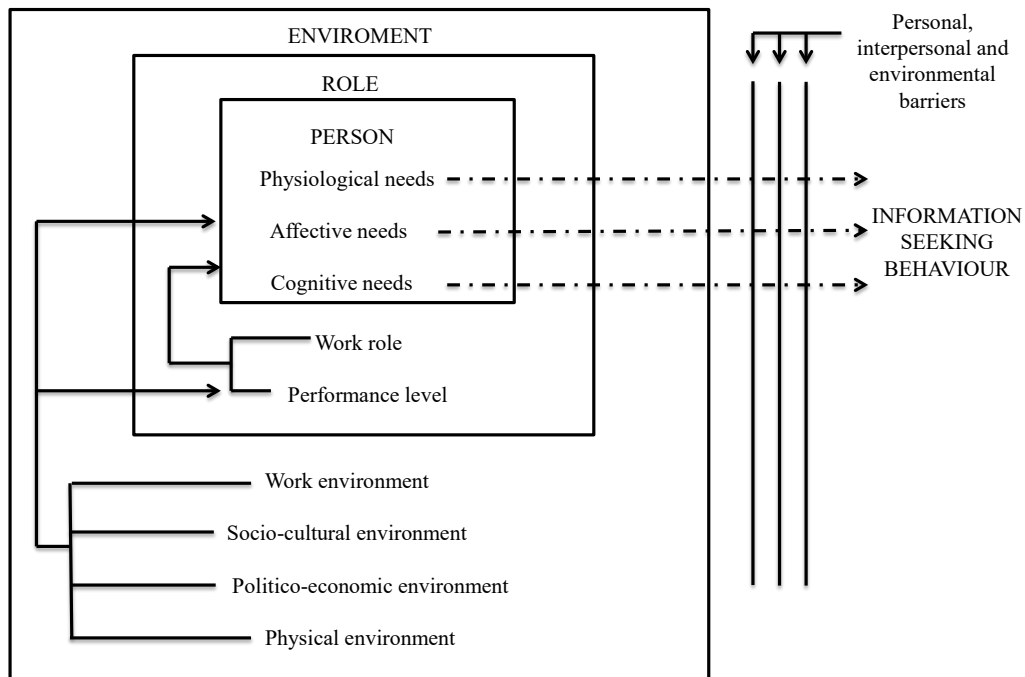 ENVIROMENT
ROLE
PERSON
Physiological needs
Affective needs
Cognitive needs
Work role
Performance level
Work environment
Socio-cultural environment
Politico-economic environment
Physical environment
Personal,
interpersonal and
environmental
barriers
INFORMATION
SEEKING
BEHAVIOUR